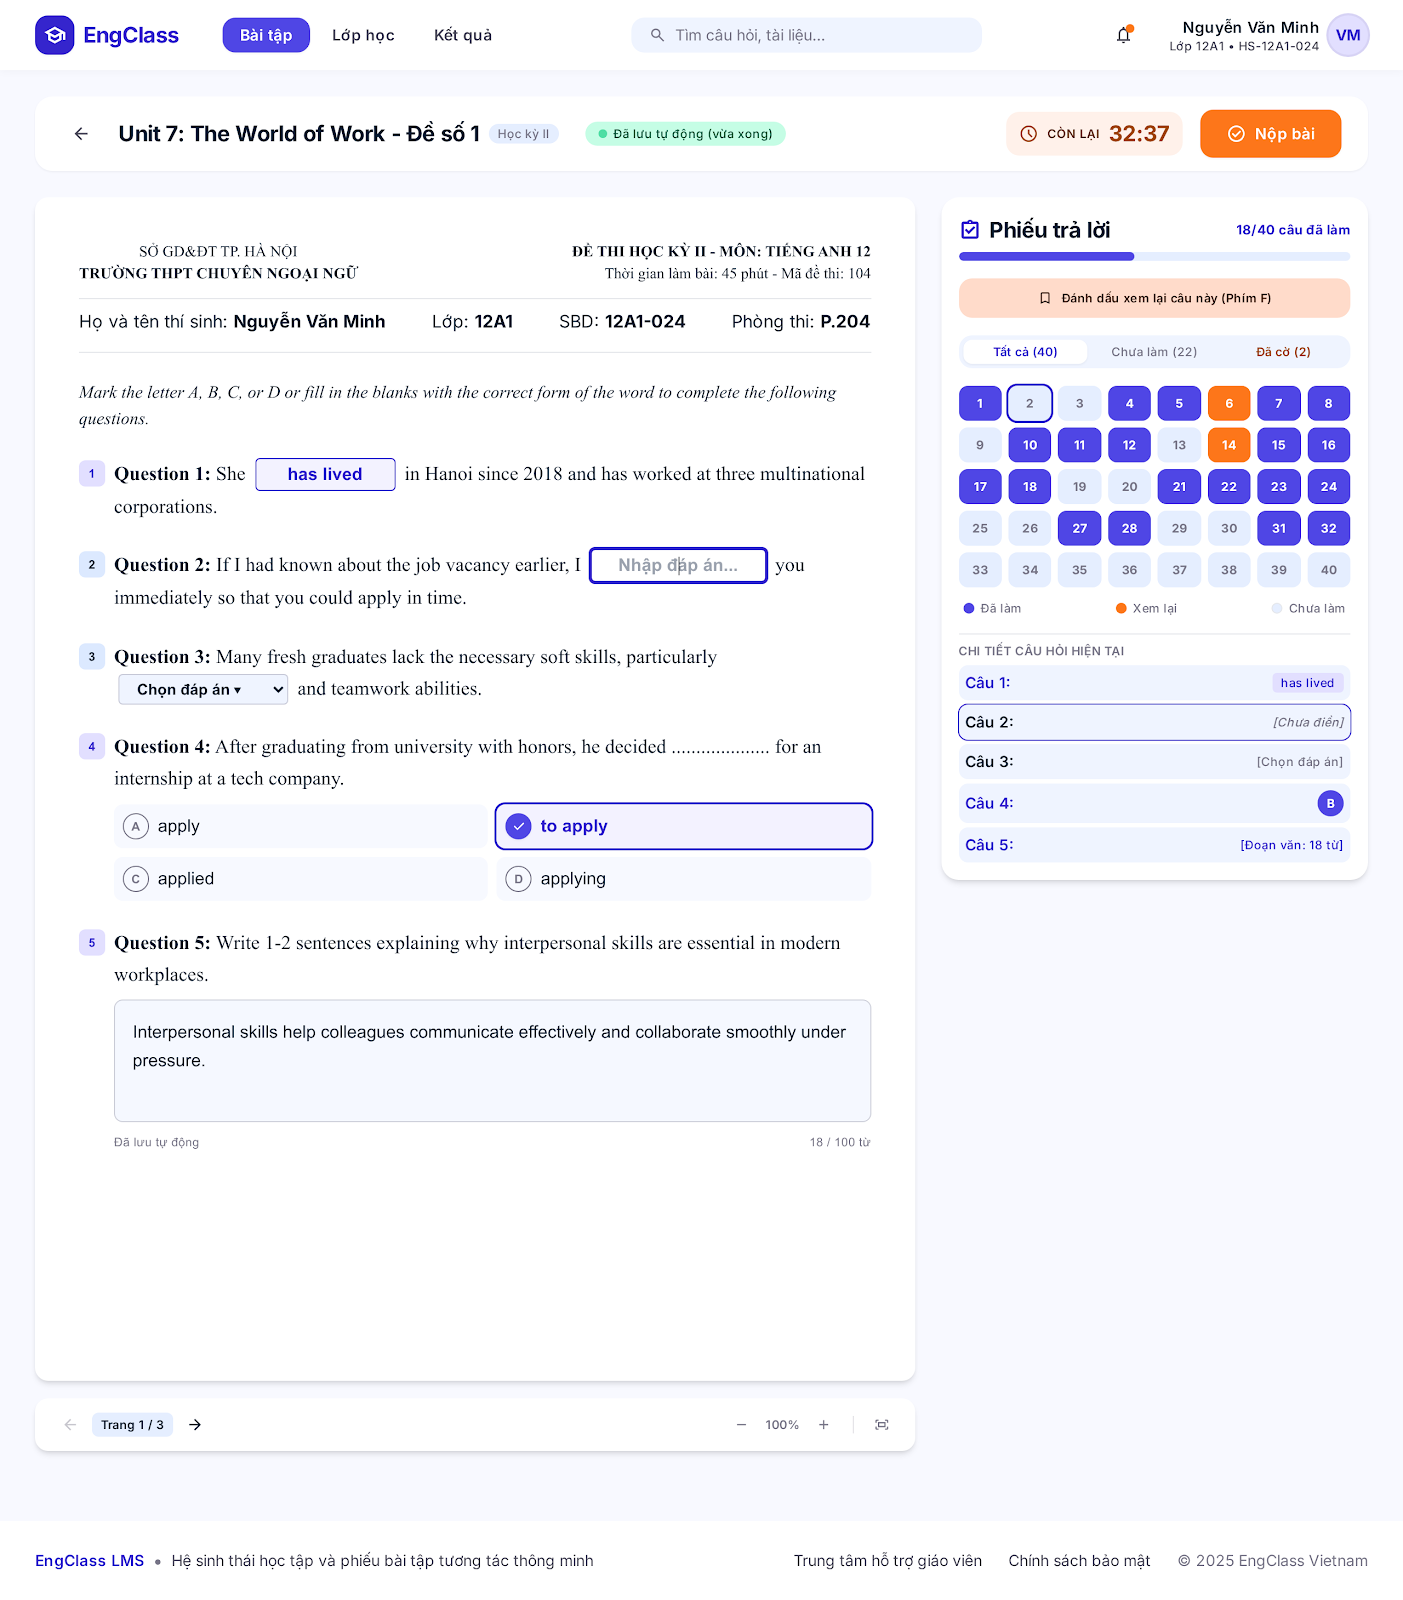 EngClass
Bài tập
Lớp học
Kết quả
Tìm câu hỏi, tài liệu...
Nguyễn Văn Minh
Lớp 12A1 • HS-12A1-024
VM
Unit 7: The World of Work - Đề số 1
Học kỳ II
Đã lưu tự động (vừa xong)
CÒN LẠI 32:37
Nộp bài
SỞ GD&ĐT TP. HÀ NỘI
TRƯỜNG THPT CHUYÊN NGOẠI NGỮ
ĐỀ THI HỌC KỲ II - MÔN: TIẾNG ANH 12
Thời gian làm bài: 45 phút - Mã đề thi: 104
Họ và tên thí sinh: Nguyễn Văn Minh
Lớp: 12A1
SBD: 12A1-024
Phòng thi: P.204
Mark the letter A, B, C, or D or fill in the blanks with the correct form of the word to complete the following
questions.
1 Question 1: She has lived in Hanoi since 2018 and has worked at three multinational
corporations.
2 Question 2: If I had known about the job vacancy earlier, I Nhập đáp án... you
immediately so that you could apply in time.
3 Question 3: Many fresh graduates lack the necessary soft skills, particularly
Chọn đáp án ▾ and teamwork abilities.
4 Question 4: After graduating from university with honors, he decided .................... for an
internship at a tech company.
A apply
to apply
C applied
D applying
5 Question 5: Write 1-2 sentences explaining why interpersonal skills are essential in modern
workplaces.
Interpersonal skills help colleagues communicate effectively and collaborate smoothly under
pressure.
Đã lưu tự động
18 / 100 từ
Trang 1 / 3
100%
Phiếu trả lời
18/40 câu đã làm
Đánh dấu xem lại câu này (Phím F)
Tất cả (40)
Chưa làm (22)
Đã cờ (2)
1 2 3 4 5 6 7 8
9 10 11 12 13 14 15 16
17 18 19 20 21 22 23 24
25 26 27 28 29 30 31 32
33 34 35 36 37 38 39 40
Đã làm
Xem lại
Chưa làm
CHI TIẾT CÂU HỎI HIỆN TẠI
Câu 1: has lived
Câu 2: [Chưa điền]
Câu 3: [Chọn đáp án]
Câu 4: B
Câu 5: [Đoạn văn: 18 từ]
EngClass LMS • Hệ sinh thái học tập và phiếu bài tập tương tác thông minh
Trung tâm hỗ trợ giáo viên
Chính sách bảo mật
© 2025 EngClass Vietnam